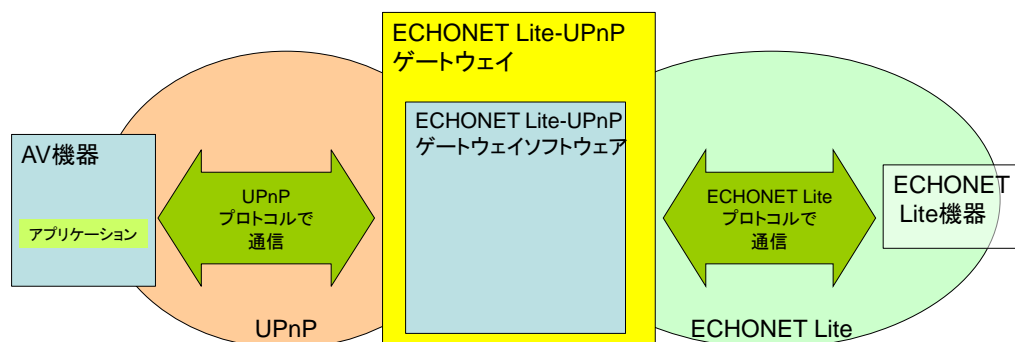 ECHONET Lite-UPnP
ゲートウェイ
ECHONET Lite-UPnP
ゲートウェイソフトウェア
AV機器
アプリケーション
UPnP
プロトコルで
通信
ECHONET Lite
プロトコルで
通信
ECHONET
Lite機器
UPnP
ECHONET Lite